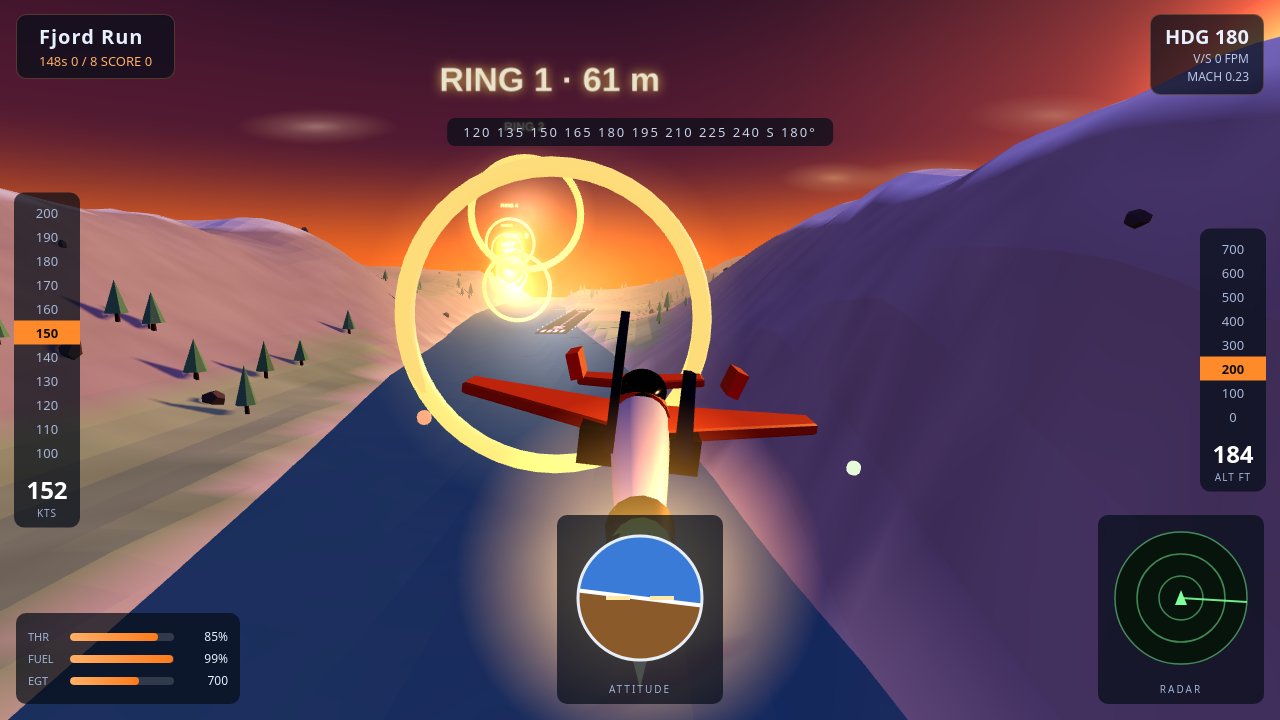 Fjord Run
148s 0 / 8 SCORE 0
HDG 180
V/S 0 FPM
MACH 0.23
RING 1 · 61 m
120 135 150 165 180 195 210 225 240 S 180°
200
190
180
170
160
150
140
130
120
110
100
152
KTS
700
600
500
400
300
200
100
0
184
ALT FT
THR 85%
FUEL 99%
EGT 700
ATTITUDE
RADAR